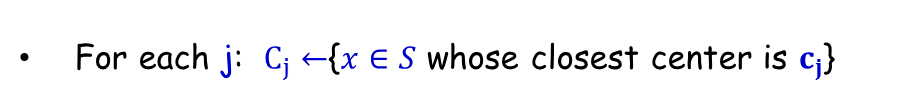 • For each j: Cⱼ ←{x ∈ S whose closest center is cⱼ}